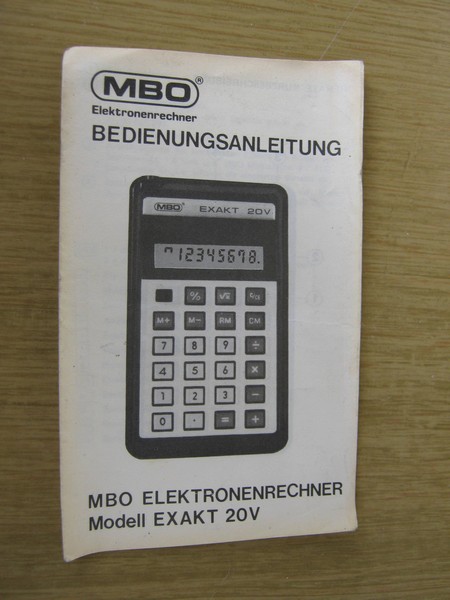 MBO®
Elektronenrechner
BEDIENUNGSANLEITUNG
MBO® EXAKT 20V
12345678.
% √x
M+ M− RM CM
7 8 9 ÷
4 5 6 ×
1 2 3 −
0 . = +
MBO ELEKTRONENRECHNER
Modell EXAKT 20V